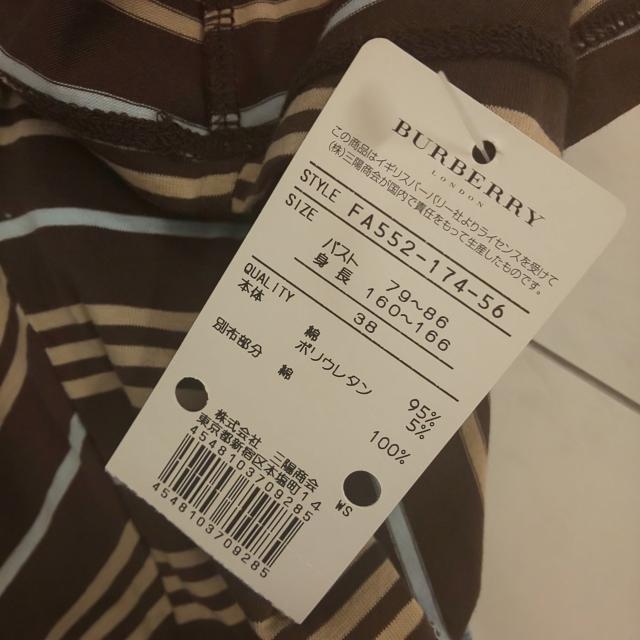 BURBERRY
LONDON
この商品はイギリスバーバリー社よりライセンスを受けて
(株)三陽商会が国内で責任をもって生産したものです。
STYLE FA552-174-56
SIZE
バスト 79~86
身長 160~166
38
QUALITY
本体 綿 95%
ポリウレタン 5%
別布部分 綿 100%
株式会社 三陽商会
東京都新宿区本塩町14
4548103709285
WS
4548103709285